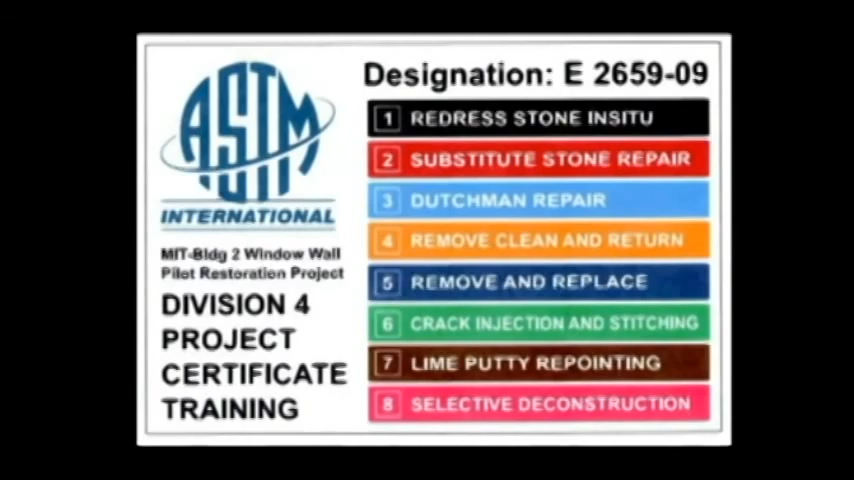 ASTM
INTERNATIONAL
MIT-Bldg 2 Window Wall
Pilot Restoration Project
DIVISION 4
PROJECT
CERTIFICATE
TRAINING
Designation: E 2659-09
1 REDRESS STONE INSITU
2 SUBSTITUTE STONE REPAIR
3 DUTCHMAN REPAIR
4 REMOVE CLEAN AND RETURN
5 REMOVE AND REPLACE
6 CRACK INJECTION AND STITCHING
7 LIME PUTTY REPOINTING
8 SELECTIVE DECONSTRUCTION